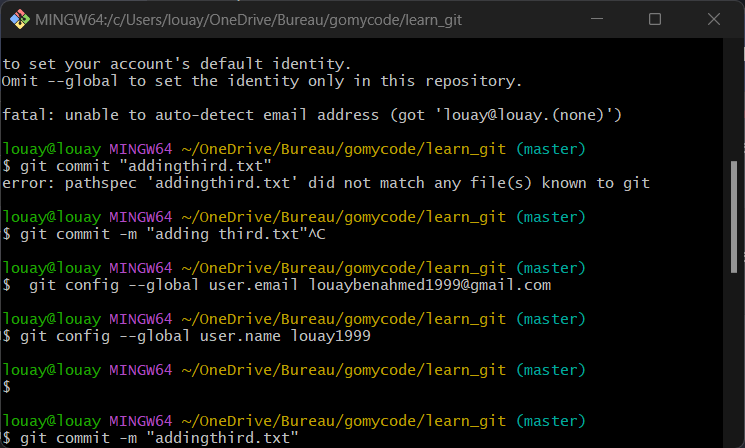 MINGW64:/c/Users/louay/OneDrive/Bureau/gomycode/learn_git
to set your account's default identity.
Omit --global to set the identity only in this repository.
fatal: unable to auto-detect email address (got 'louay@louay.(none)')
louay@louay MINGW64 ~/OneDrive/Bureau/gomycode/learn_git (master)
$ git commit "addingthird.txt"
error: pathspec 'addingthird.txt' did not match any file(s) known to git
louay@louay MINGW64 ~/OneDrive/Bureau/gomycode/learn_git (master)
$ git commit -m "adding third.txt"^C
louay@louay MINGW64 ~/OneDrive/Bureau/gomycode/learn_git (master)
$  git config --global user.email louaybenahmed1999@gmail.com
louay@louay MINGW64 ~/OneDrive/Bureau/gomycode/learn_git (master)
$ git config --global user.name louay1999
louay@louay MINGW64 ~/OneDrive/Bureau/gomycode/learn_git (master)
$
louay@louay MINGW64 ~/OneDrive/Bureau/gomycode/learn_git (master)
$ git commit -m "addingthird.txt"